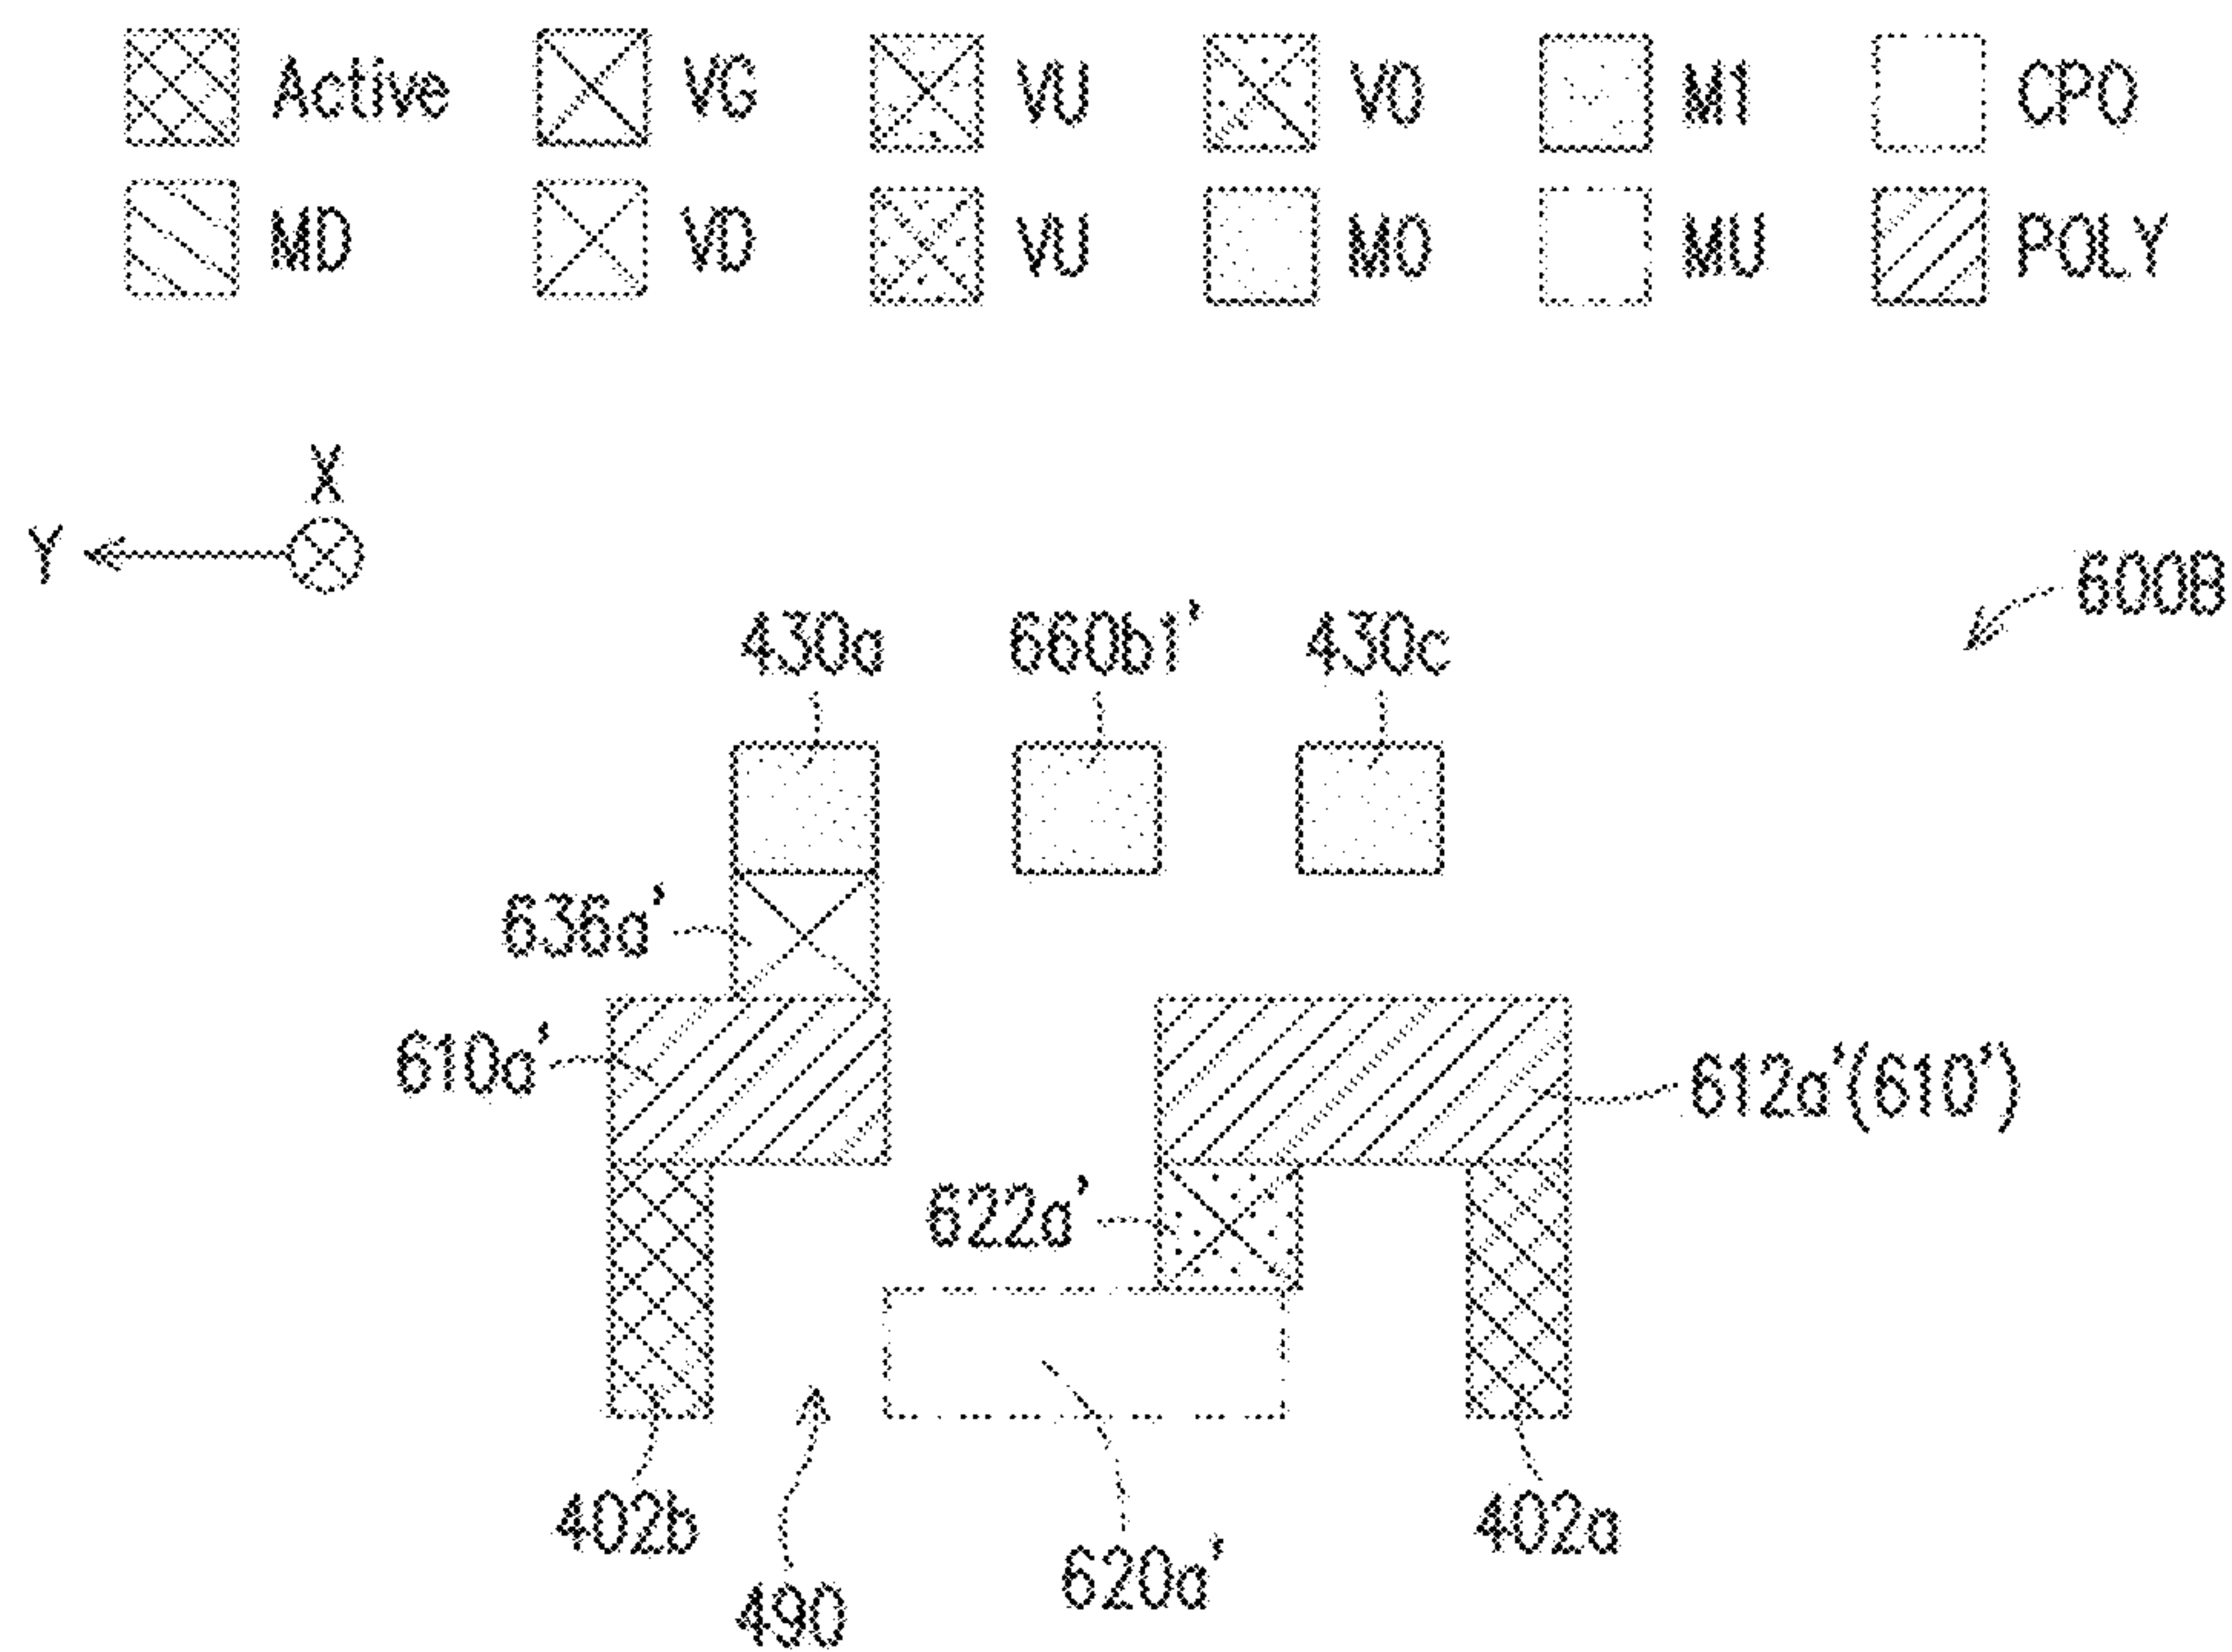 Active VG VU V0 M1 CPO
MD VD VU M0 MU POLY
X
Y
600B
430a 660b1' 430c
636a'
610a'
612a'(610')
622a'
402b
402a
620a'
490